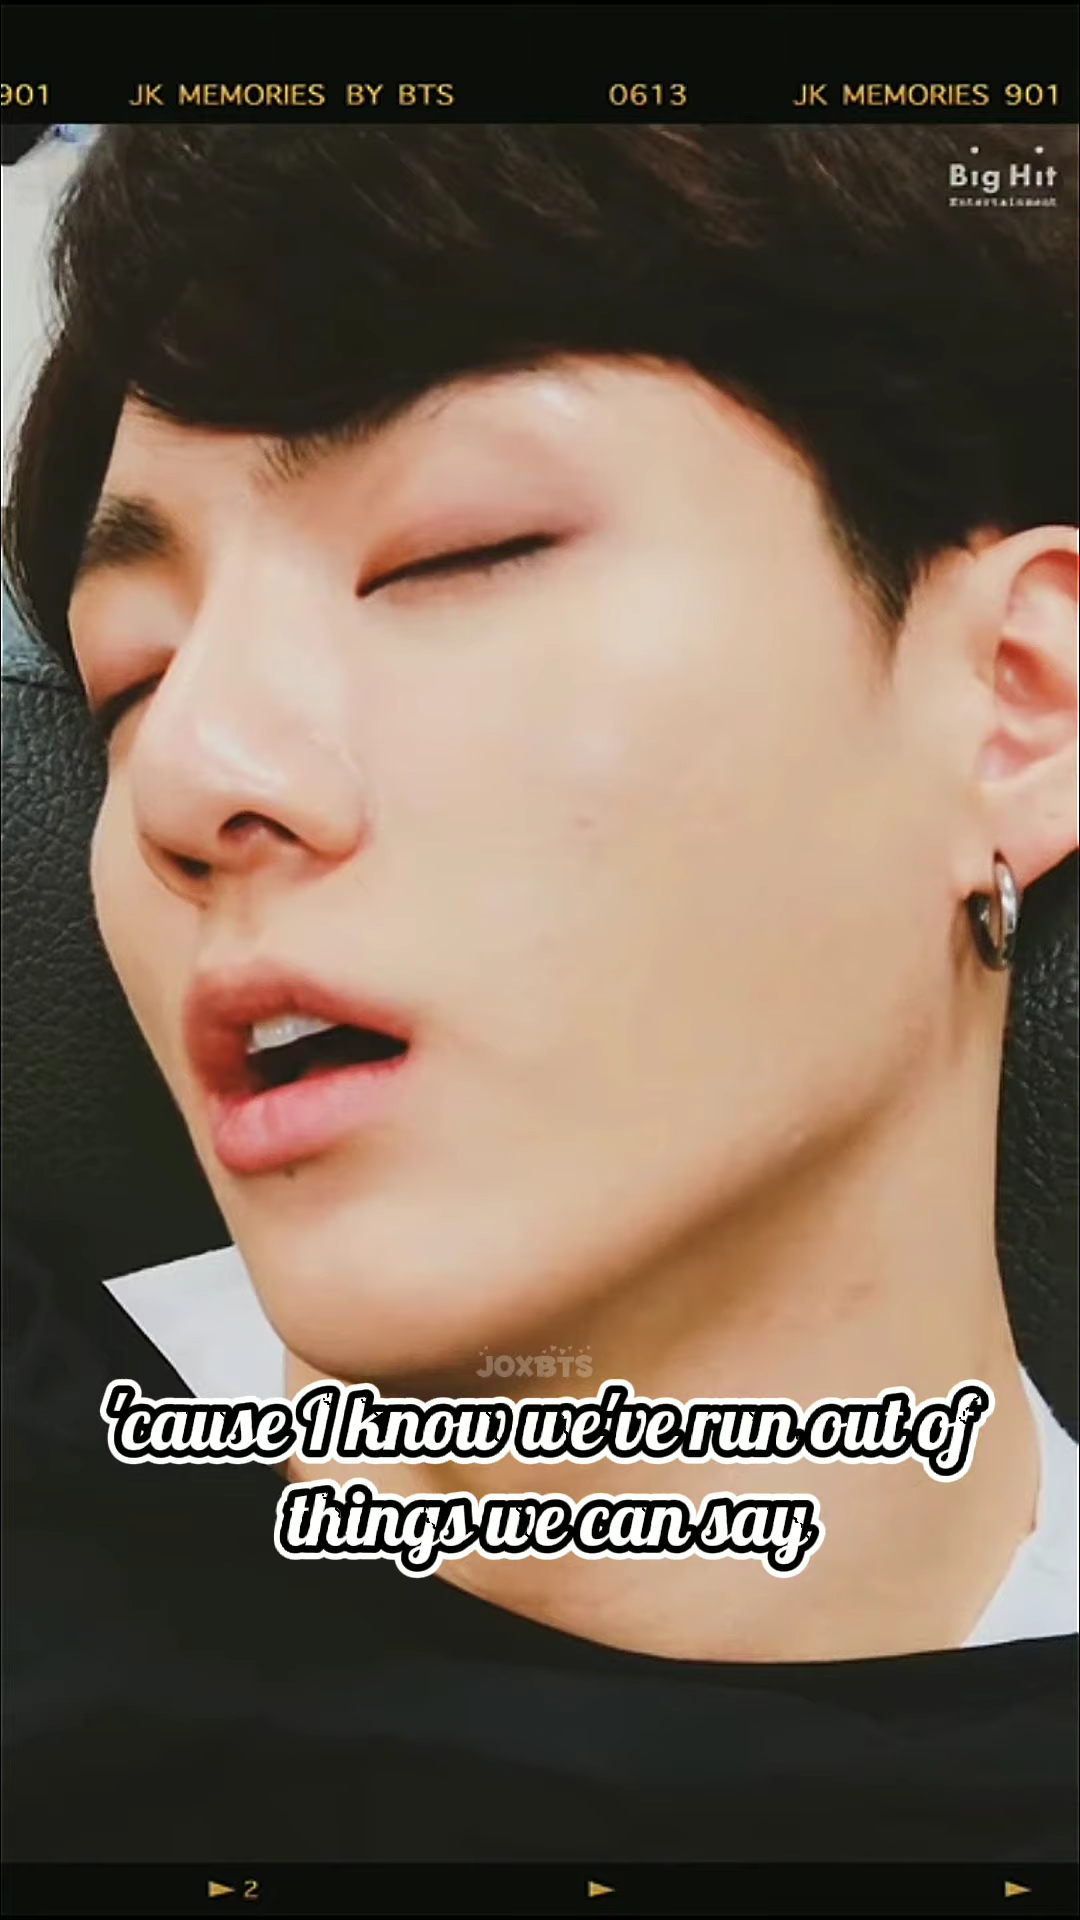 901 JK MEMORIES BY BTS 0613 JK MEMORIES 901
Big Hit
Entertainment
JOXBTS
'cause I know we've run out of
things we can say
2